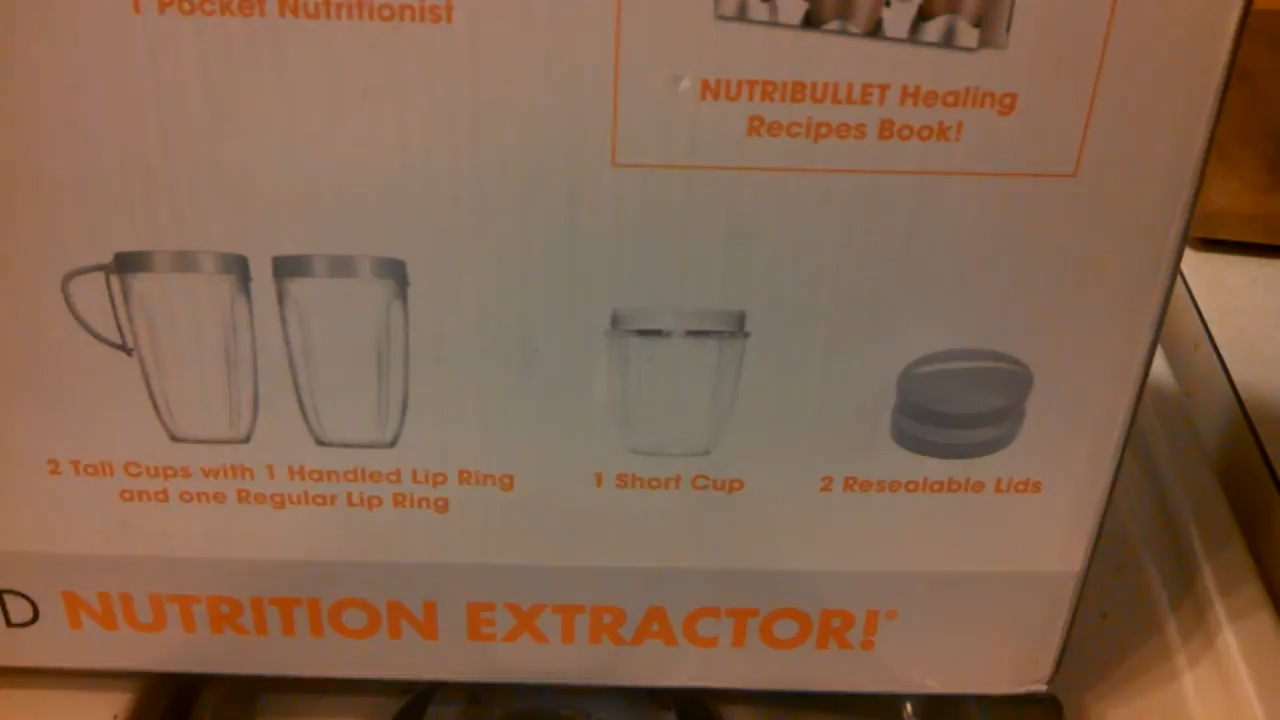 1 Pocket Nutritionist
NUTRIBULLET Healing
Recipes Book!
2 Tall Cups with 1 Handled Lip Ring
and one Regular Lip Ring
1 Short Cup
2 Resealable Lids
D NUTRITION EXTRACTOR!*